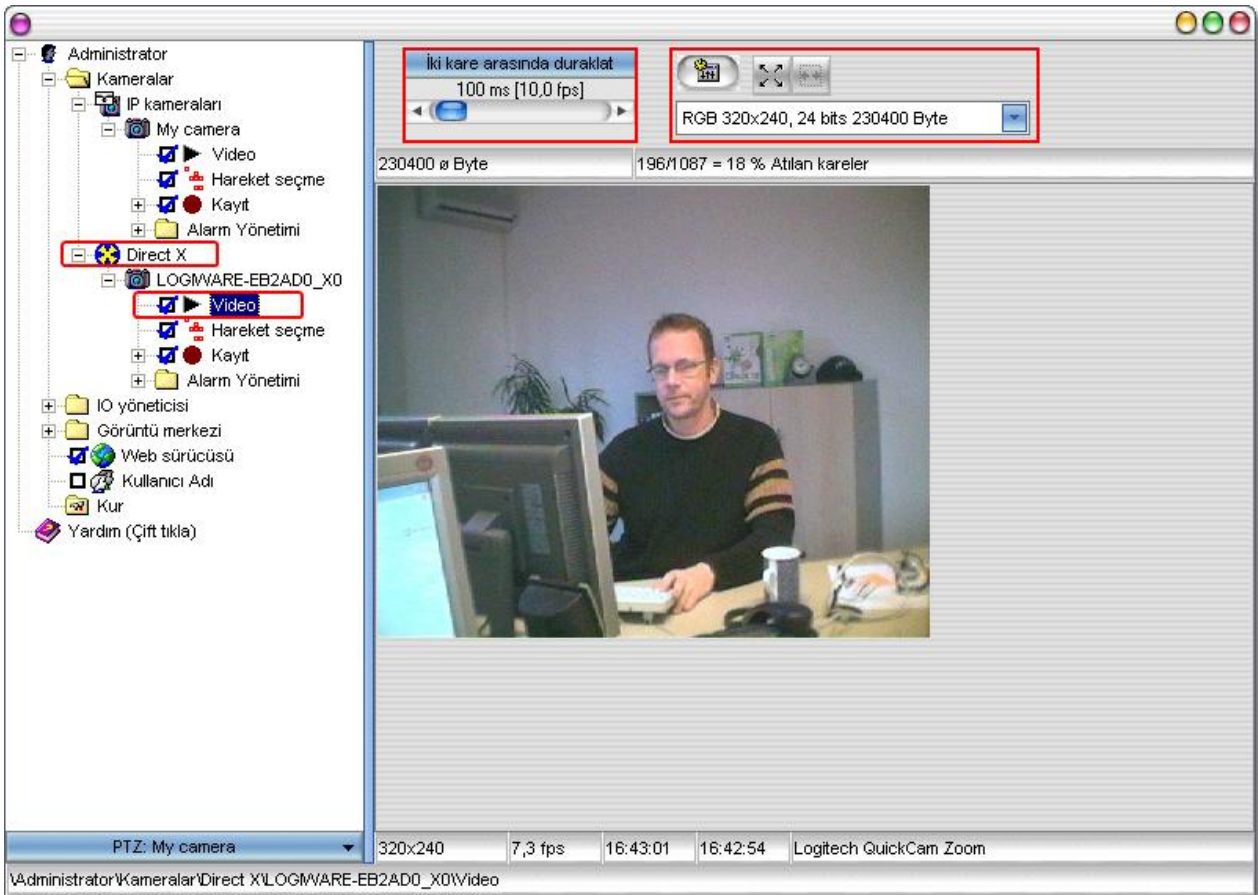 Administrator
Kameralar
IP kameraları
My camera
Video
Hareket seçme
Kayıt
Alarm Yönetimi
Direct X
LOGIWARE-EB2AD0_X0
Video
Hareket seçme
Kayıt
Alarm Yönetimi
IO yöneticisi
Görüntü merkezi
Web sürücüsü
Kullanıcı Adı
Kur
Yardım (Çift tıkla)
PTZ: My camera
İki kare arasında duraklat
100 ms [10,0 fps]
RGB 320x240, 24 bits 230400 Byte
230400 ø Byte
196/1087 = 18 % Atılan kareler
320x240
7,3 fps
16:43:01
16:42:54
Logitech QuickCam Zoom
\Administrator\Kameralar\Direct X\LOGIWARE-EB2AD0_X0\Video